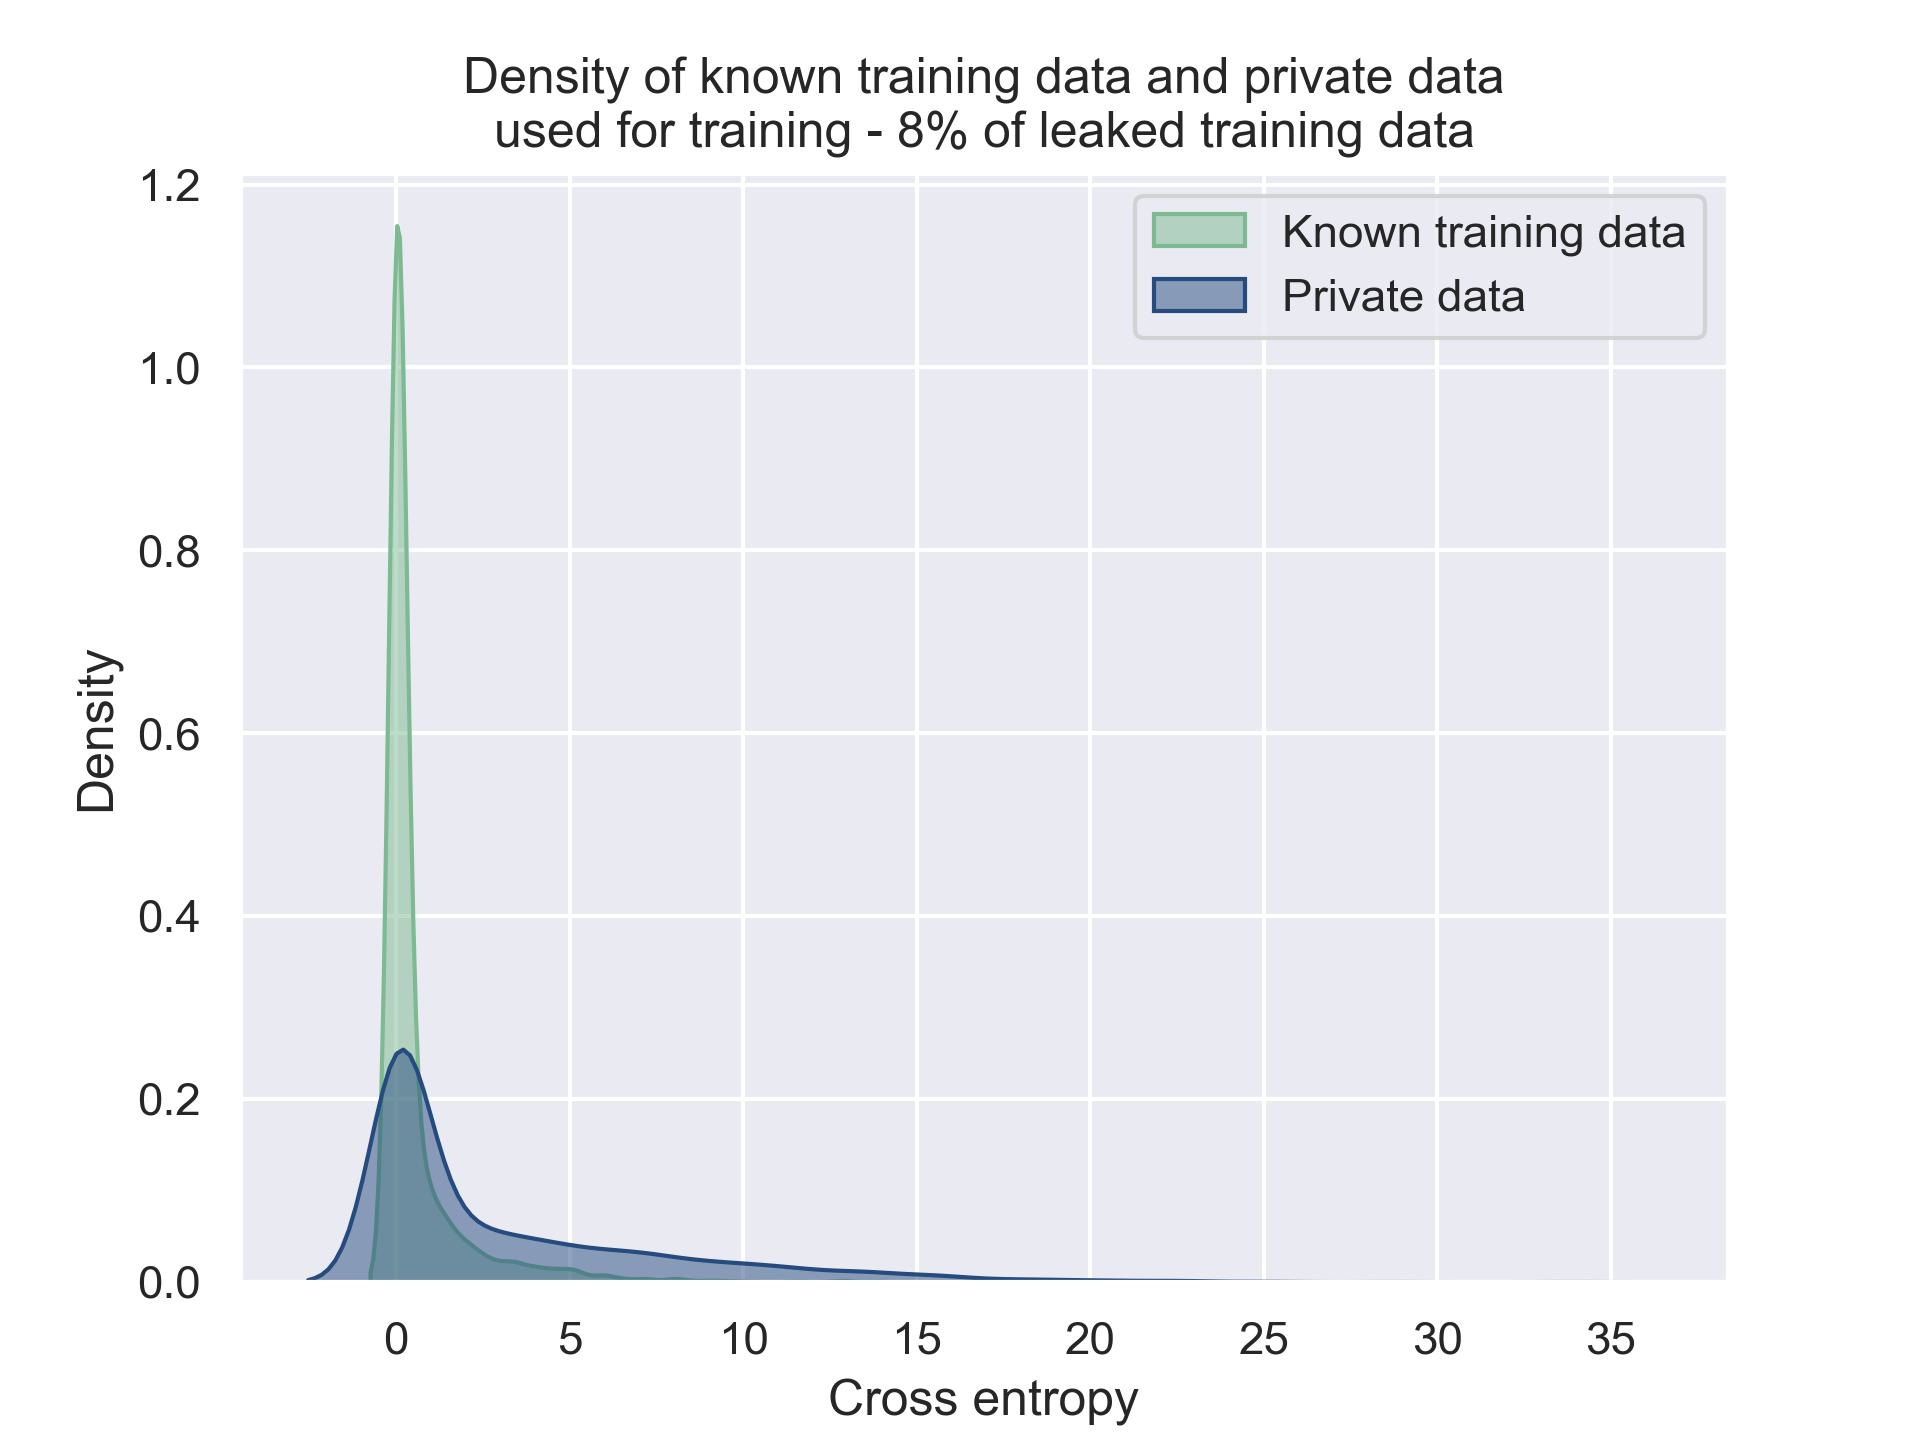 Density of known training data and private data
used for training - 8% of leaked training data
Known training data
Private data
Density
1.2
1.0
0.8
0.6
0.4
0.2
0.0
0 5 10 15 20 25 30 35
Cross entropy